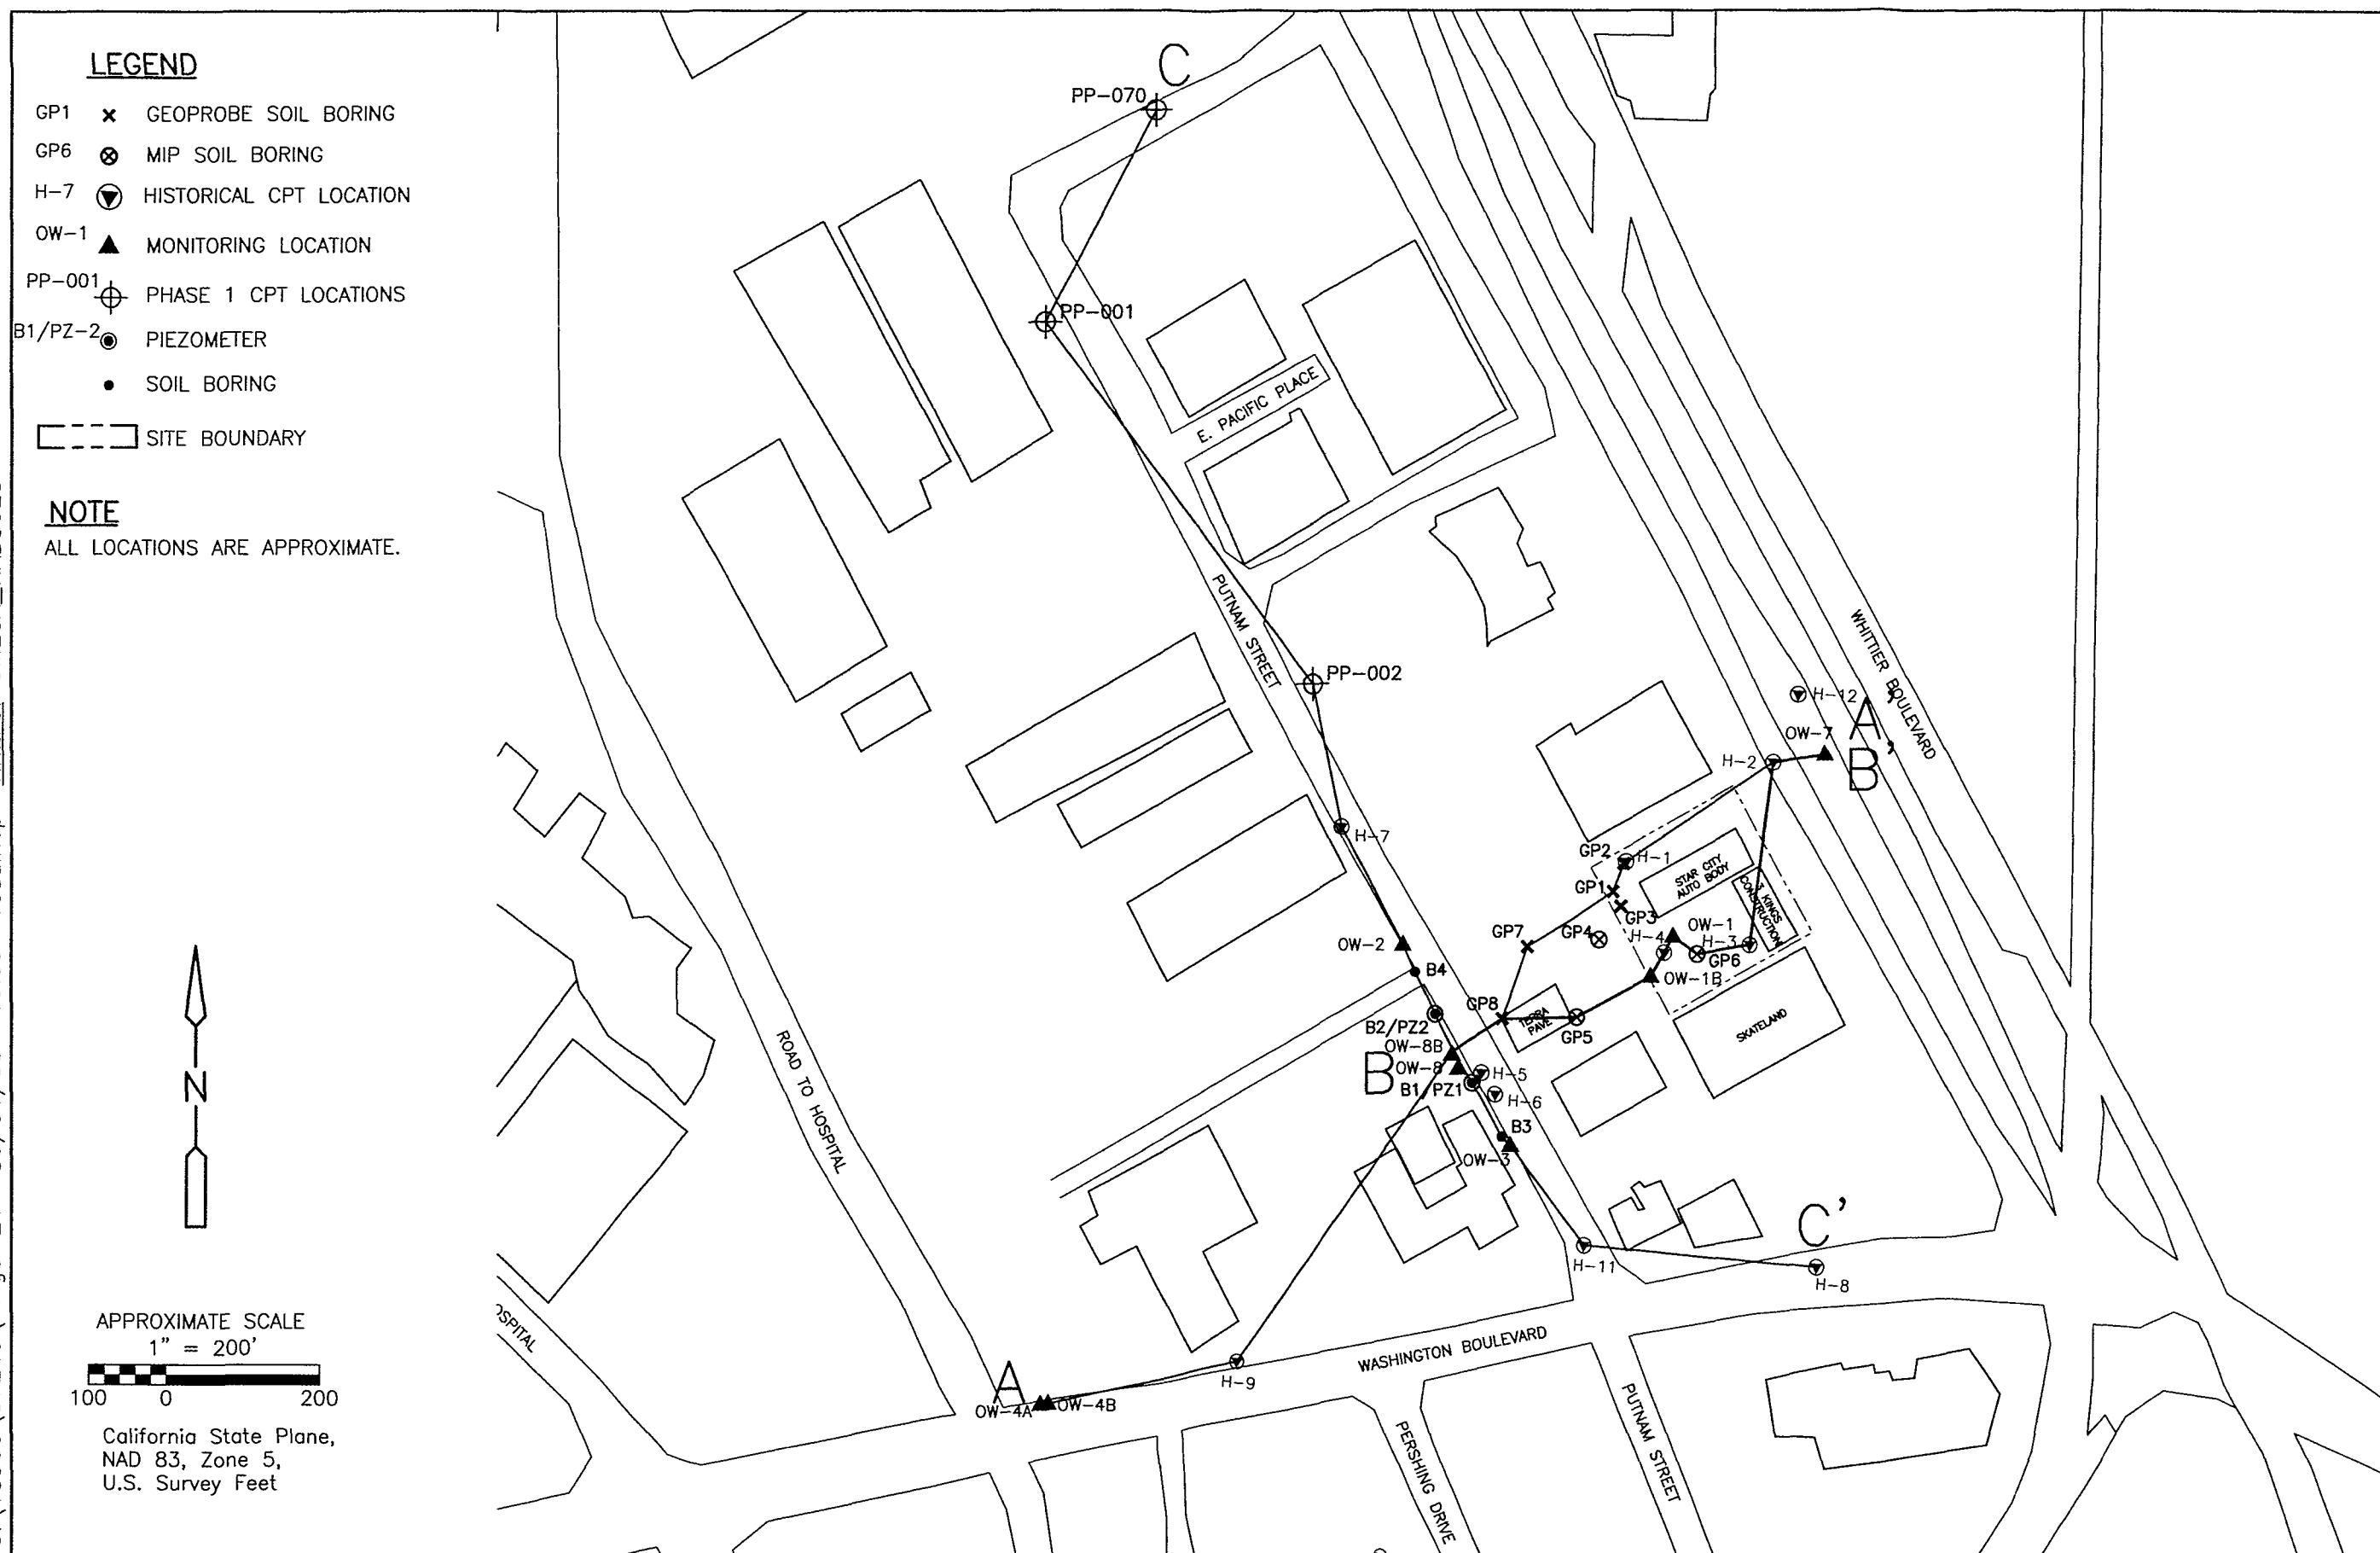 LEGEND
GP1 GEOPROBE SOIL BORING
GP6 MIP SOIL BORING
H-7 HISTORICAL CPT LOCATION
OW-1 MONITORING LOCATION
PP-001 PHASE 1 CPT LOCATIONS
B1/PZ-2 PIEZOMETER
SOIL BORING
SITE BOUNDARY
NOTE
ALL LOCATIONS ARE APPROXIMATE.
N
APPROXIMATE SCALE
1" = 200'
100 0 200
California State Plane,
NAD 83, Zone 5,
U.S. Survey Feet
C
PP-070
PP-001
E. PACIFIC PLACE
PUTNAM STREET
PP-002
WHITTIER BOULEVARD
H-12
A'
OW-7
B'
H-2
H-7
GP2
H-1
STAR CITY
AUTO BODY
GP1
GP3
3 KINGS
CONSTRUCTION
GP7
GP4
H-4
OW-1
H-3
GP6
OW-2
B4
OW-1B
GP8
TERRA
PAVE
GP5
SKATELAND
B2/PZ2
OW-8B
B
OW-8
H-5
B1/PZ1
H-6
B3
OW-3
ROAD TO HOSPITAL
C'
H-11
H-8
OSPITAL
WASHINGTON BOULEVARD
A
H-9
OW-4A
OW-4B
PERSHING DRIVE
PUTNAM STREET